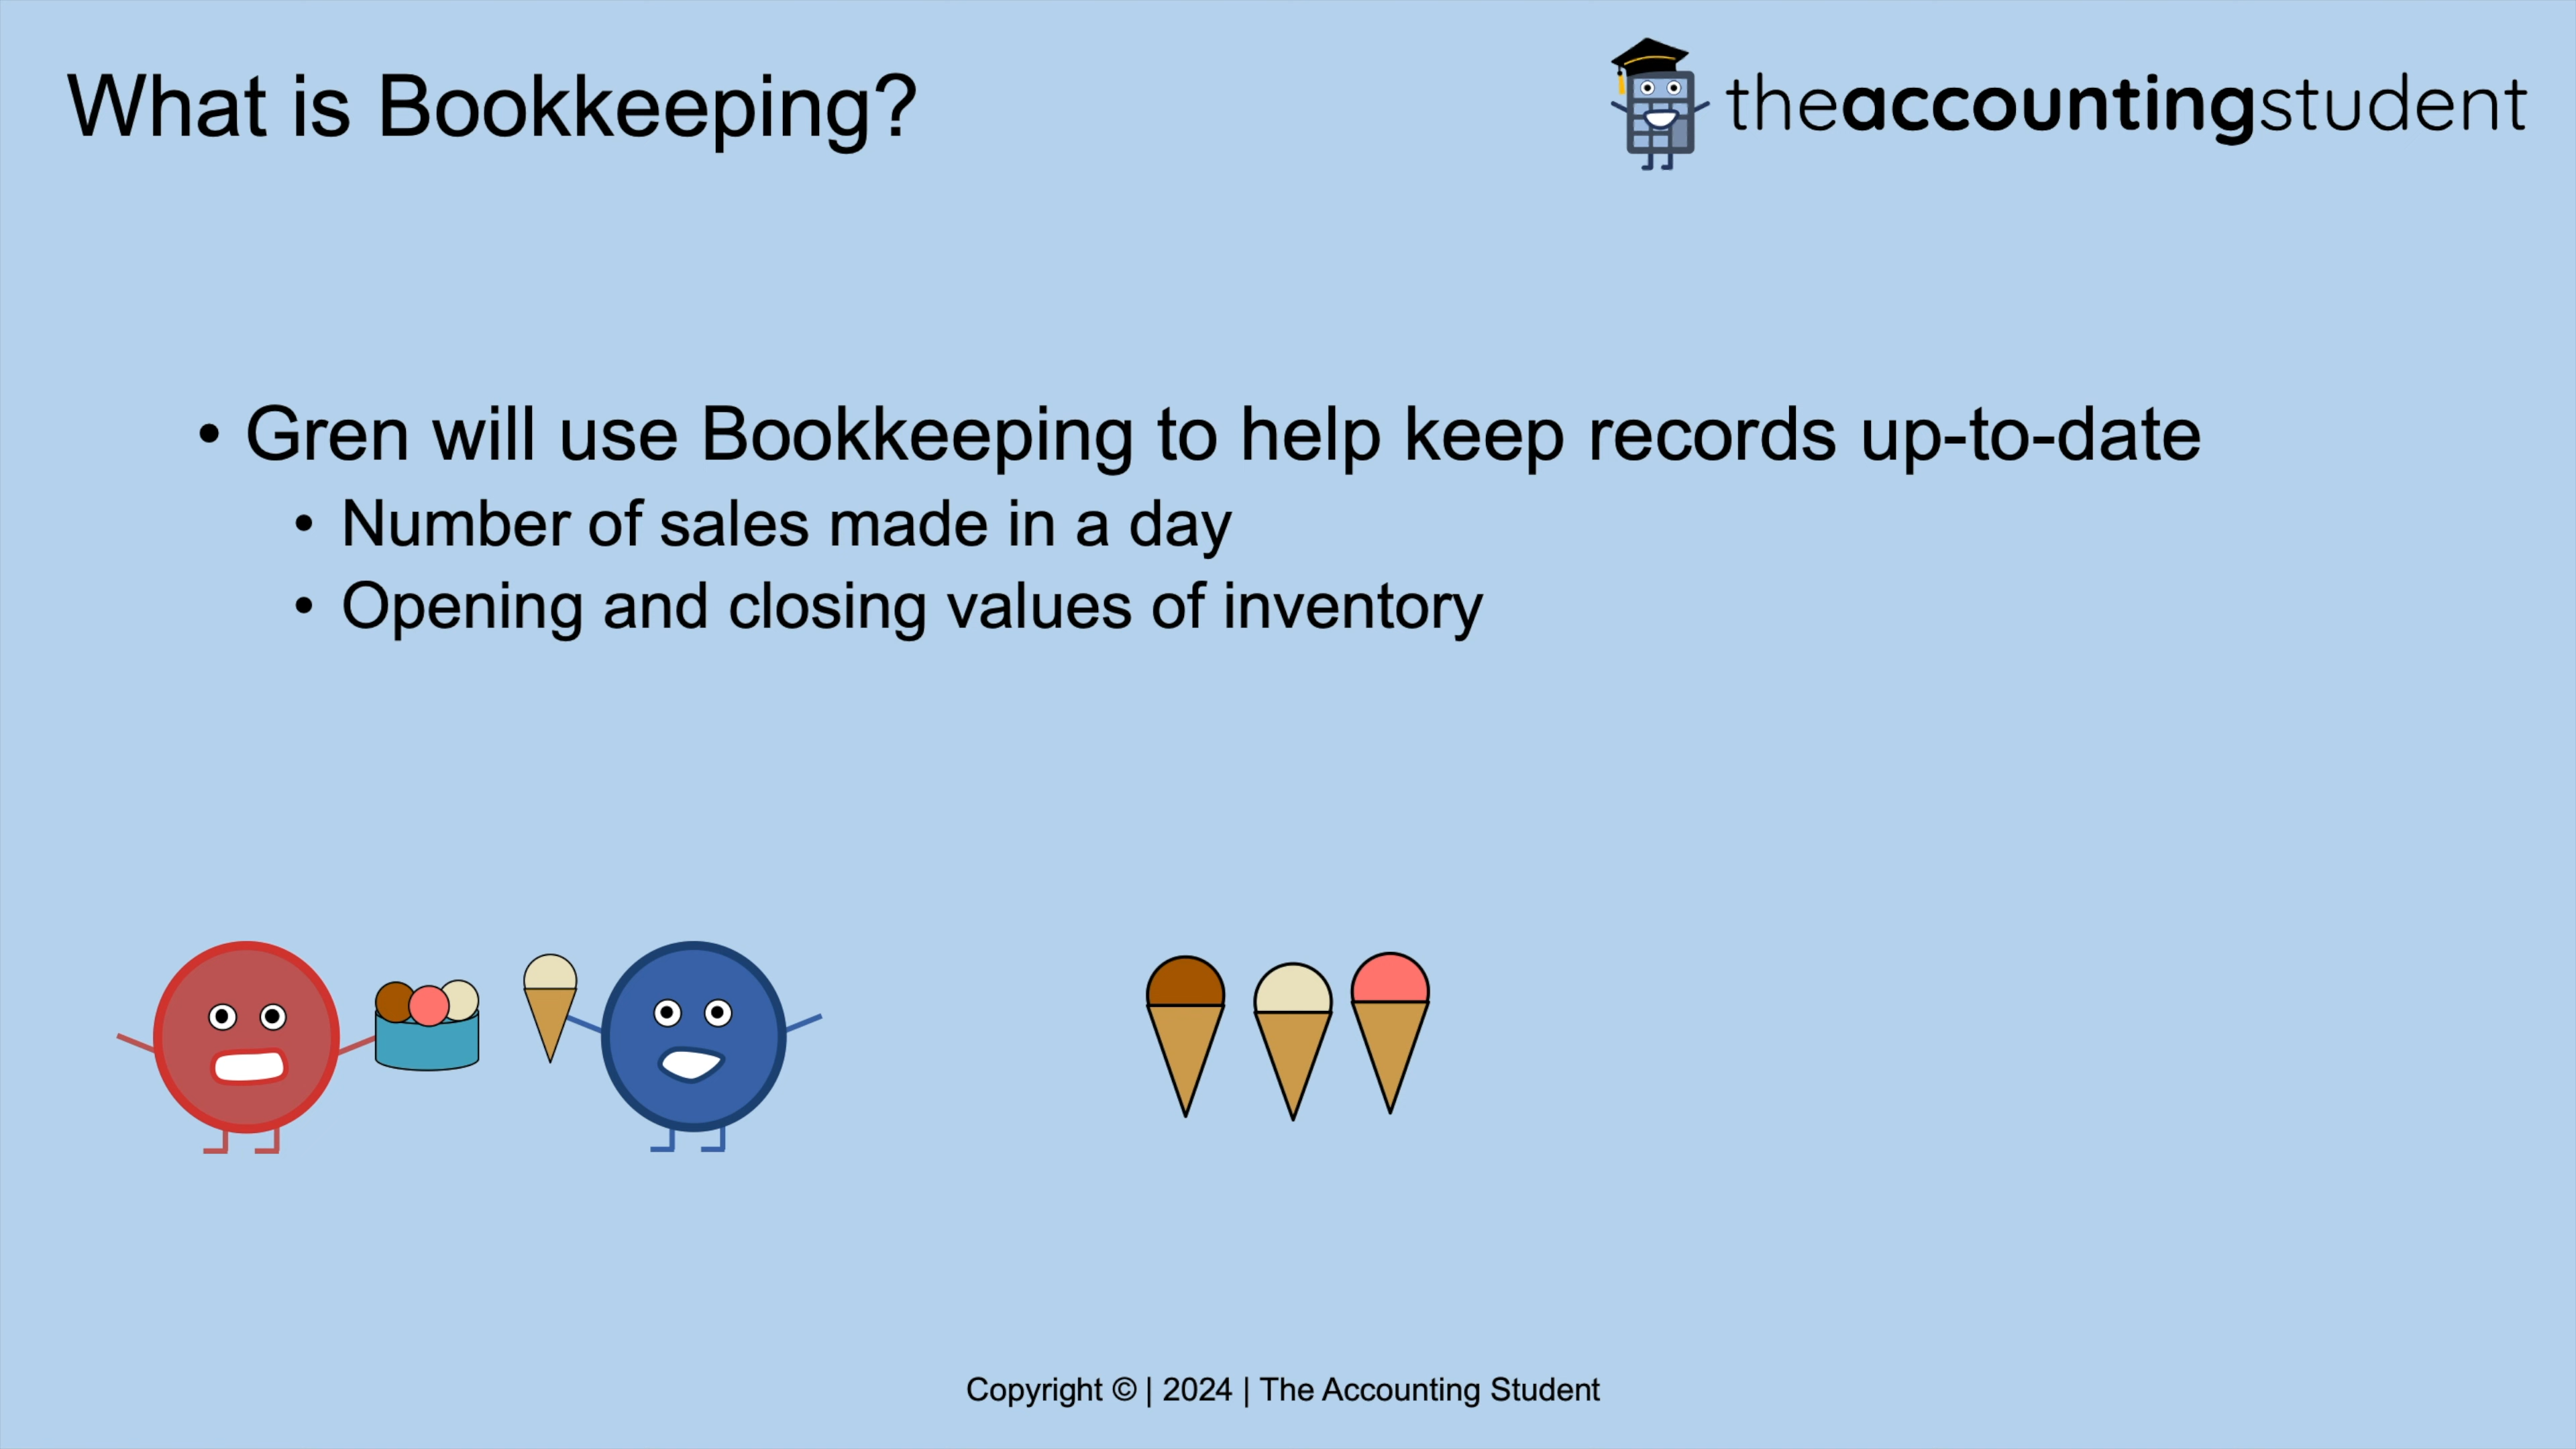 What is Bookkeeping?
theaccountingstudent
• Gren will use Bookkeeping to help keep records up-to-date
• Number of sales made in a day
• Opening and closing values of inventory
Copyright © | 2024 | The Accounting Student